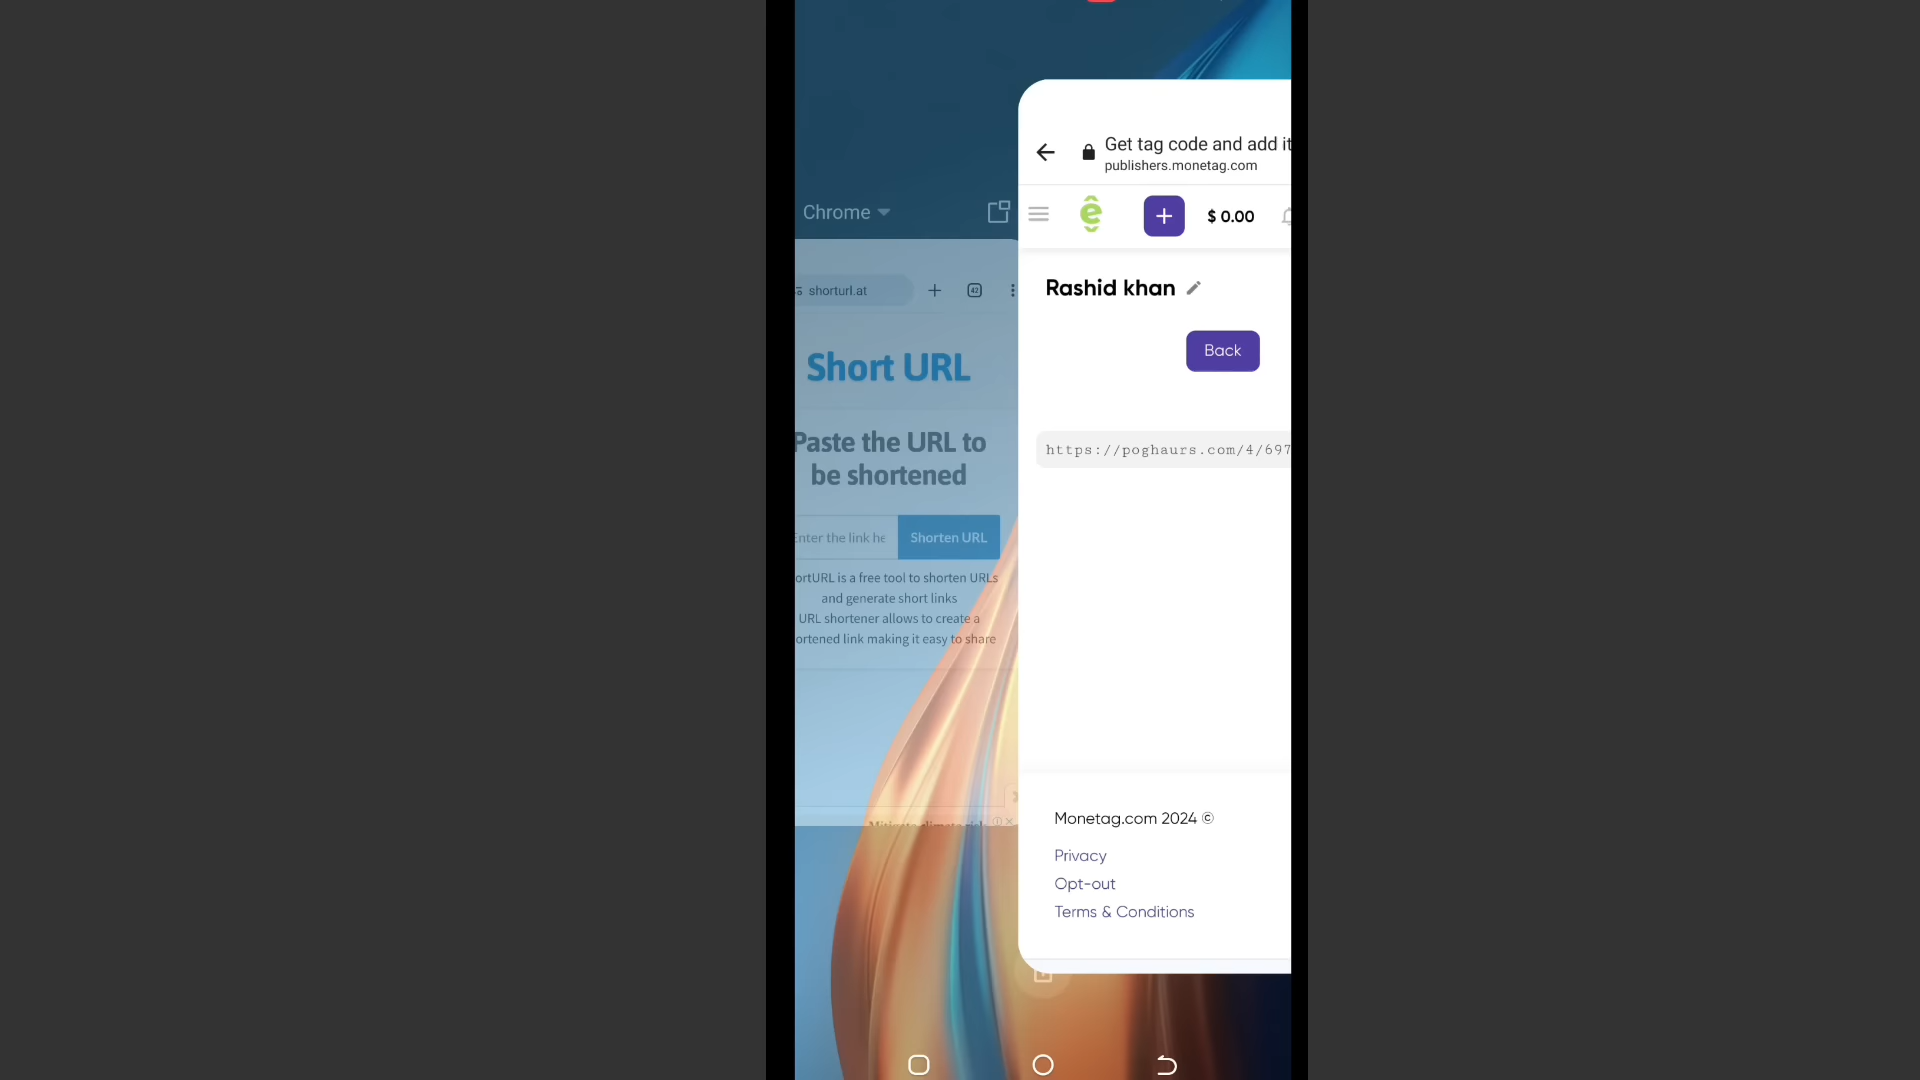 Chrome
shorturl.at
42
Short URL
Paste the URL to
be shortened
Enter the link he
Shorten URL
ortURL is a free tool to shorten URLs
and generate short links
URL shortener allows to create a
ortened link making it easy to share
Get tag code and add it
publishers.monetag.com
$ 0.00
Rashid khan
Back
https://poghaurs.com/4/697
Monetag.com 2024 ©
Privacy
Opt-out
Terms & Conditions